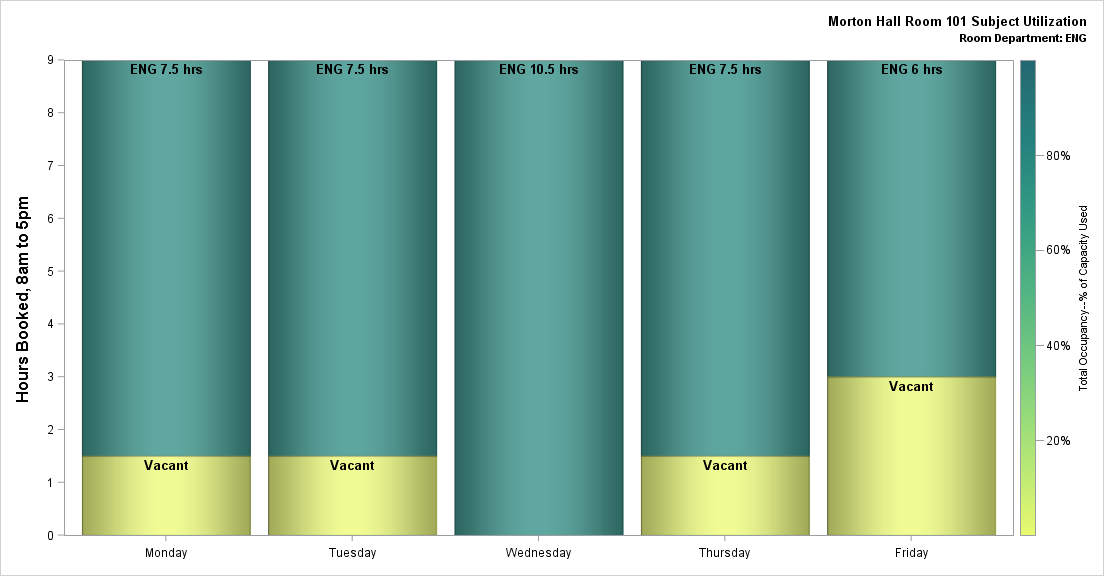 Morton Hall Room 101 Subject Utilization
Room Department: ENG
Hours Booked, 8am to 5pm
9
8
7
6
5
4
3
2
1
0
ENG 7.5 hrs
ENG 7.5 hrs
ENG 10.5 hrs
ENG 7.5 hrs
ENG 6 hrs
Vacant
Vacant
Vacant
Vacant
Monday
Tuesday
Wednesday
Thursday
Friday
80%
60%
40%
20%
Total Occupancy--% of Capacity Used